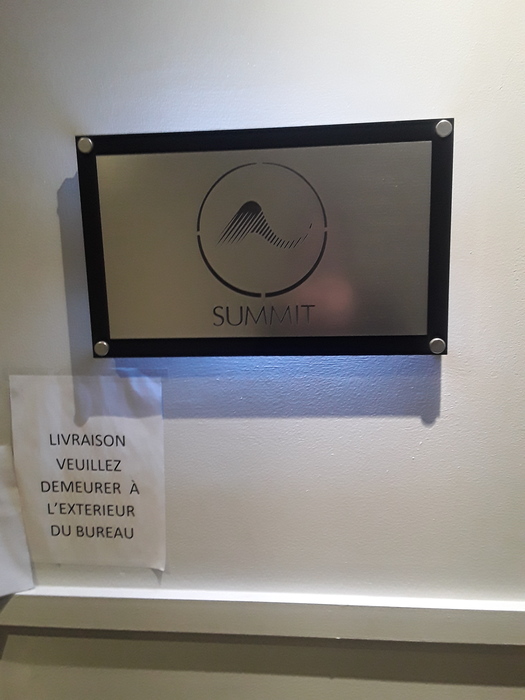 SUMMIT
LIVRAISON
VEUILLEZ
DEMEURER À
L'EXTERIEUR
DU BUREAU